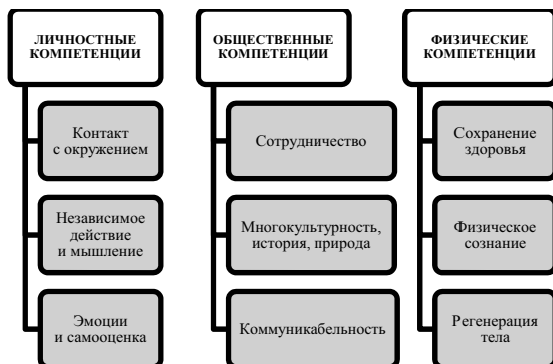 ЛИЧНОСТНЫЕ
КОМПЕТЕНЦИИ
Контакт
с окружением
Независимое
действие
и мышление
Эмоции
и самооценка
ОБЩЕСТВЕННЫЕ
КОМПЕТЕНЦИИ
Сотрудничество
Многокультурность,
история, природа
Коммуникабельность
ФИЗИЧЕСКИЕ
КОМПЕТЕНЦИИ
Сохранение
здоровья
Физическое
сознание
Регенерация
тела